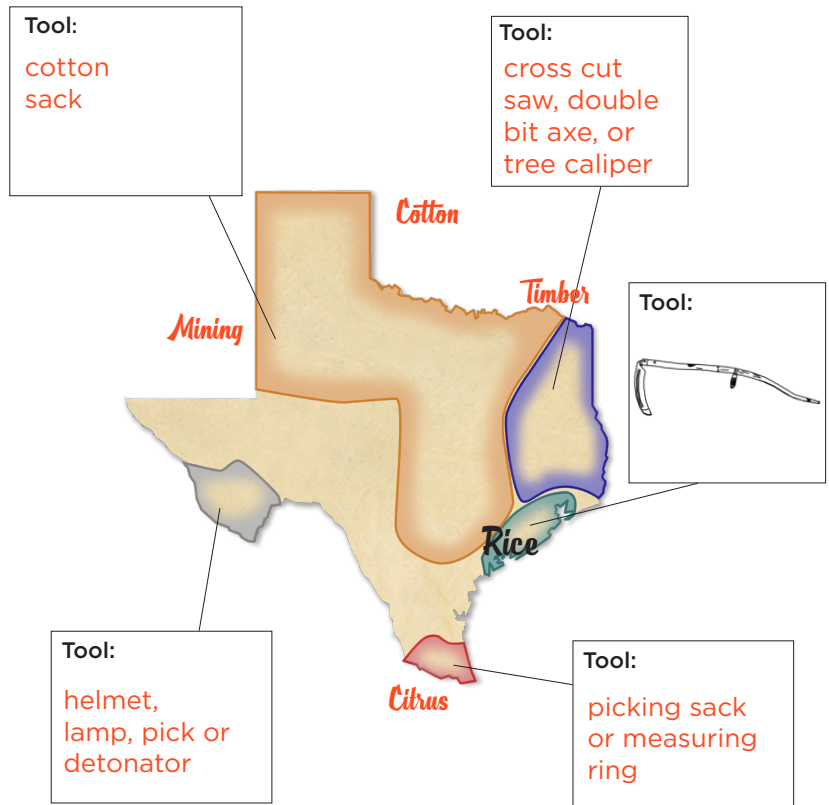 Tool:
cotton
sack
Tool:
cross cut
saw, double
bit axe, or
tree caliper
Cotton
Timber
Mining
Tool:
Rice
Tool:
helmet,
lamp, pick or
detonator
Citrus
Tool:
picking sack
or measuring
ring